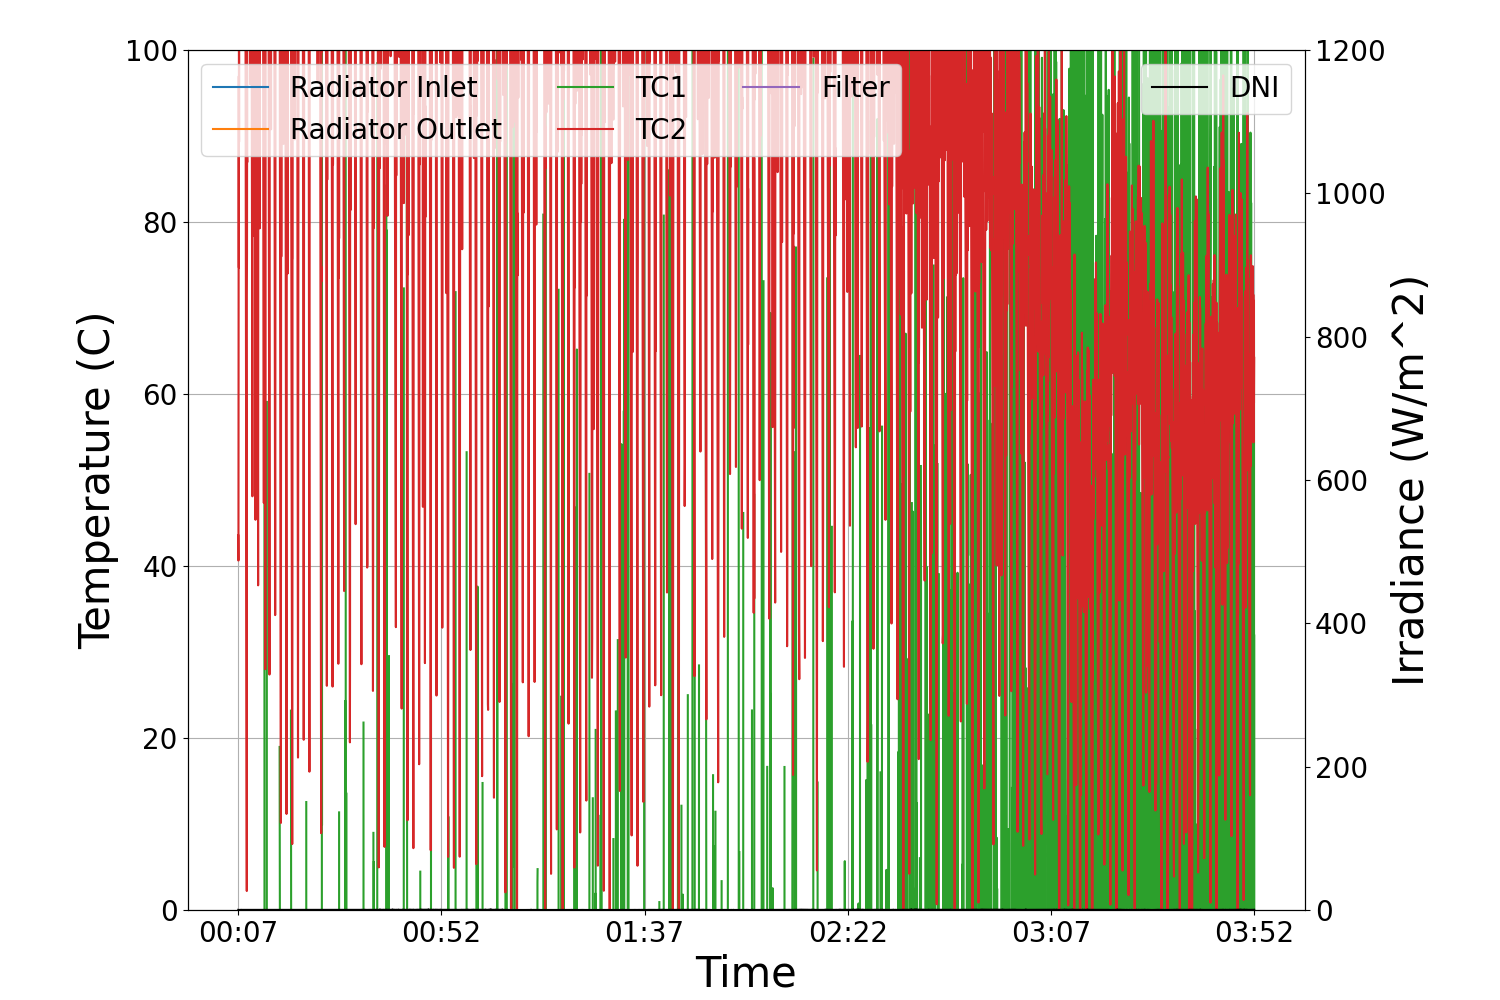 Radiator Inlet
Radiator Outlet
TC1
TC2
Filter
DNI
100
80
60
40
20
0
Temperature (C)
1200
1000
800
600
400
200
0
Irradiance (W/m^2)
00:07 00:52 01:37 02:22 03:07 03:52
Time